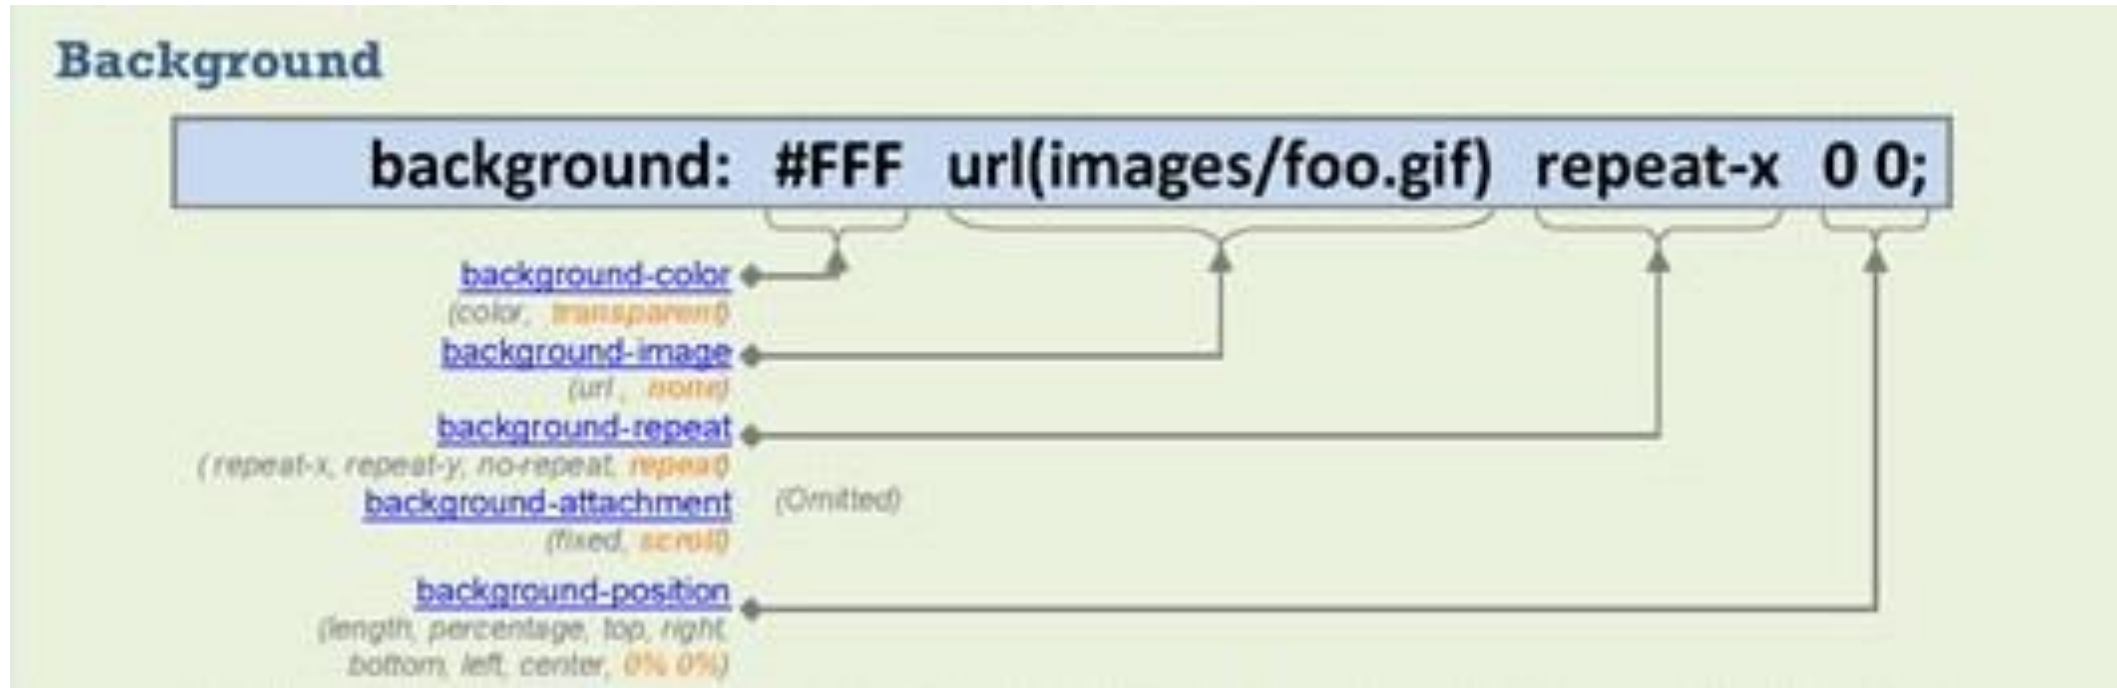 Background
background: #FFF url(images/foo.gif) repeat-x 0 0;
background-color
(color, transparent)
background-image
(url, none)
background-repeat
(repeat-x, repeat-y, no-repeat, repeat)
background-attachment (Omitted)
(fixed, scroll)
background-position
(length, percentage, top, right,
bottom, left, center, 0% 0%)